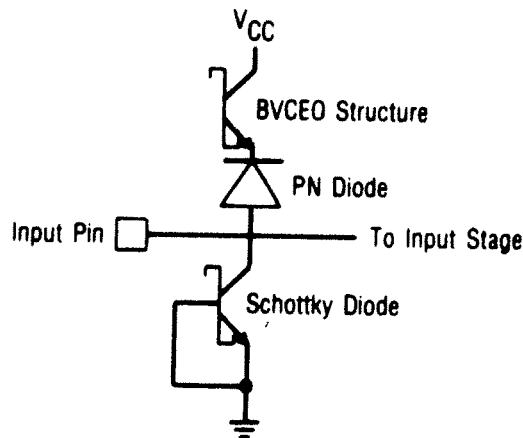 VCC
BVCEO Structure
PN Diode
Input Pin
To Input Stage
Schottky Diode